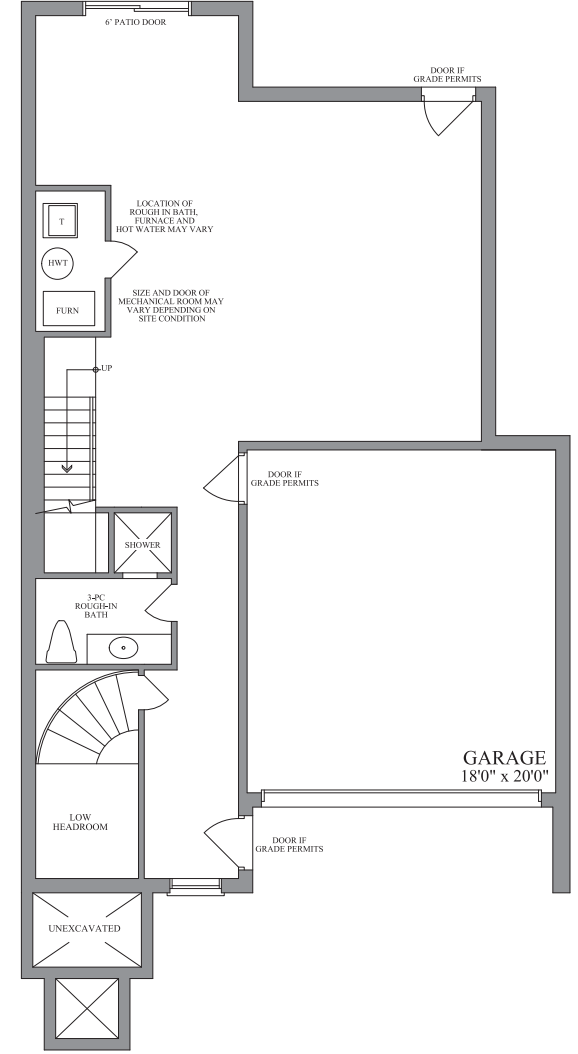 6' PATIO DOOR
DOOR IF
GRADE PERMITS
LOCATION OF
ROUGH IN BATH,
FURNACE AND
HOT WATER MAY VARY
T
HWT
FURN
SIZE AND DOOR OF
MECHANICAL ROOM MAY
VARY DEPENDING ON
SITE CONDITION
UP
DOOR IF
GRADE PERMITS
SHOWER
3-PC
ROUGH-IN
BATH
GARAGE
18'0" x 20'0"
LOW
HEADROOM
DOOR IF
GRADE PERMITS
UNEXCAVATED